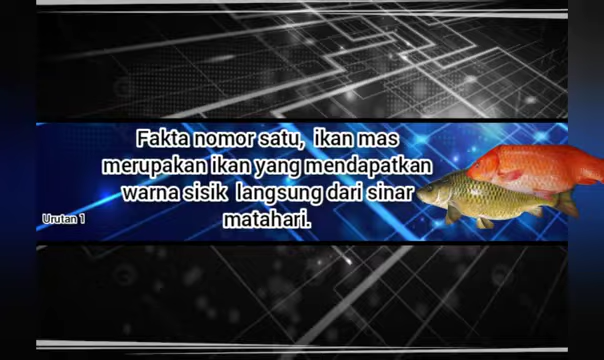 Fakta nomor satu, ikan mas
merupakan ikan yang mendapatkan
warna sisik langsung dari sinar
matahari.
Urutan 1